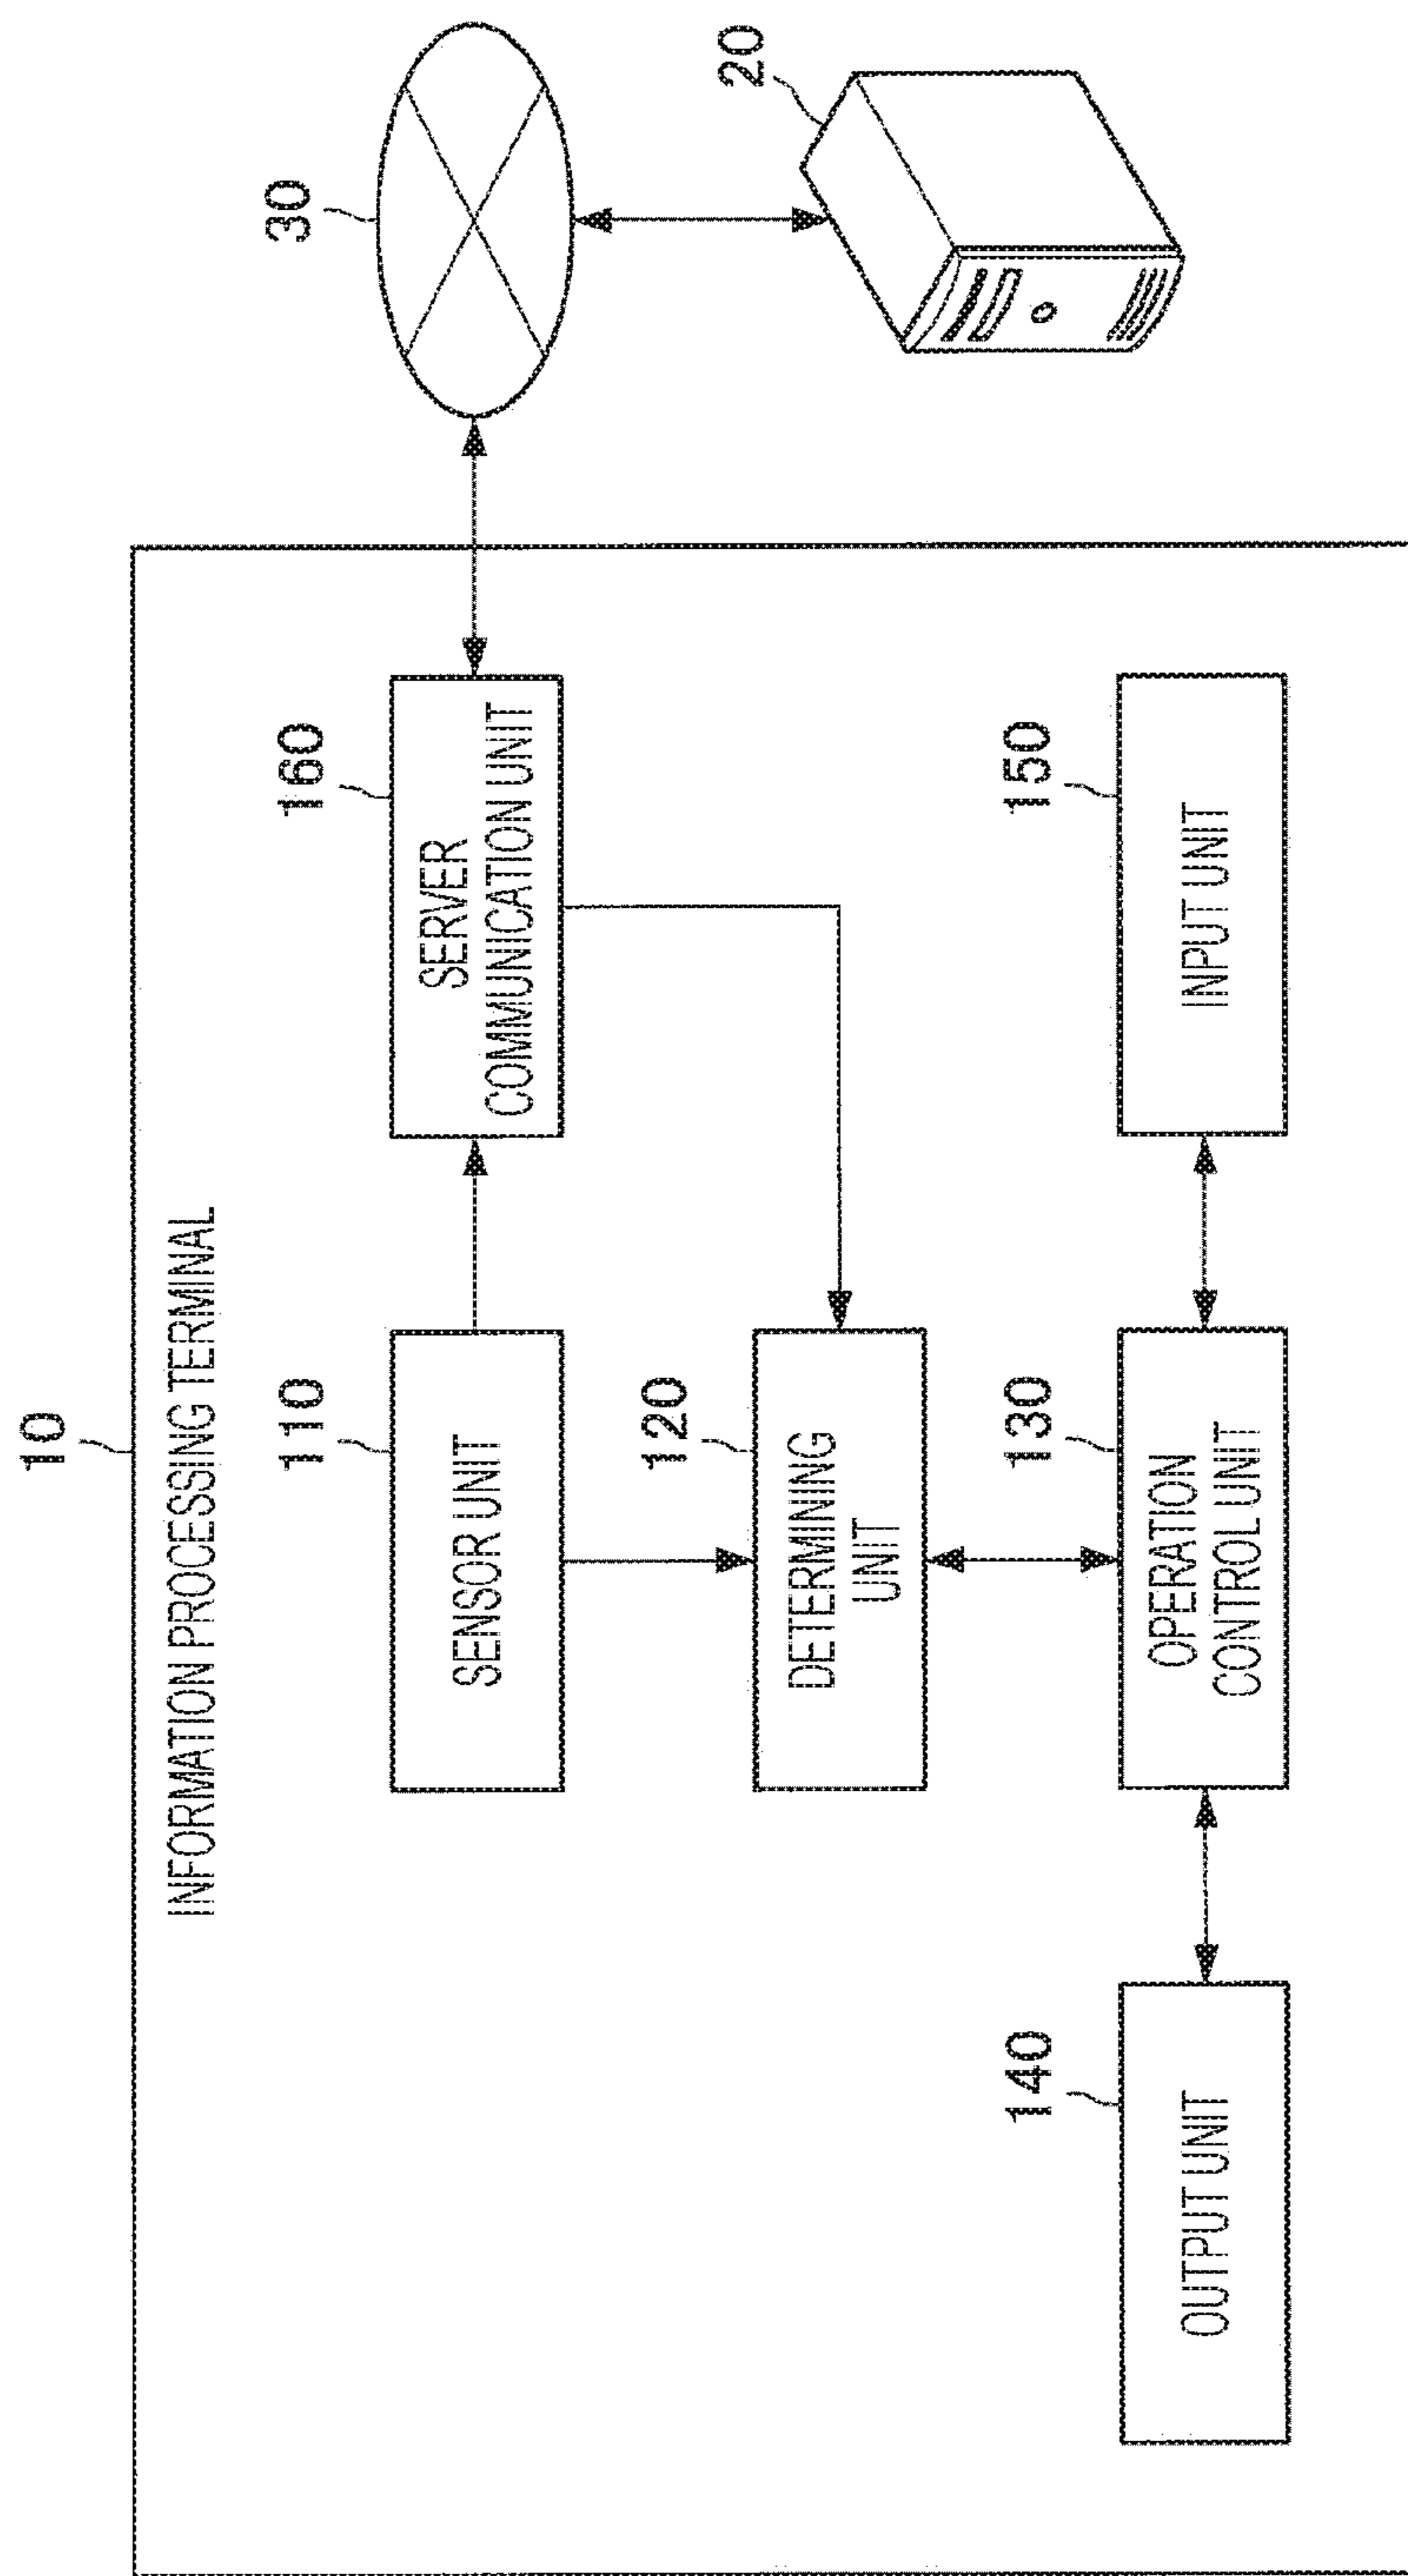 10
INFORMATION PROCESSING TERMINAL
110
SENSOR UNIT
160
SERVER
COMMUNICATION UNIT
30
20
120
DETERMINING
UNIT
140
OUTPUT UNIT
130
OPERATION
CONTROL UNIT
150
INPUT UNIT